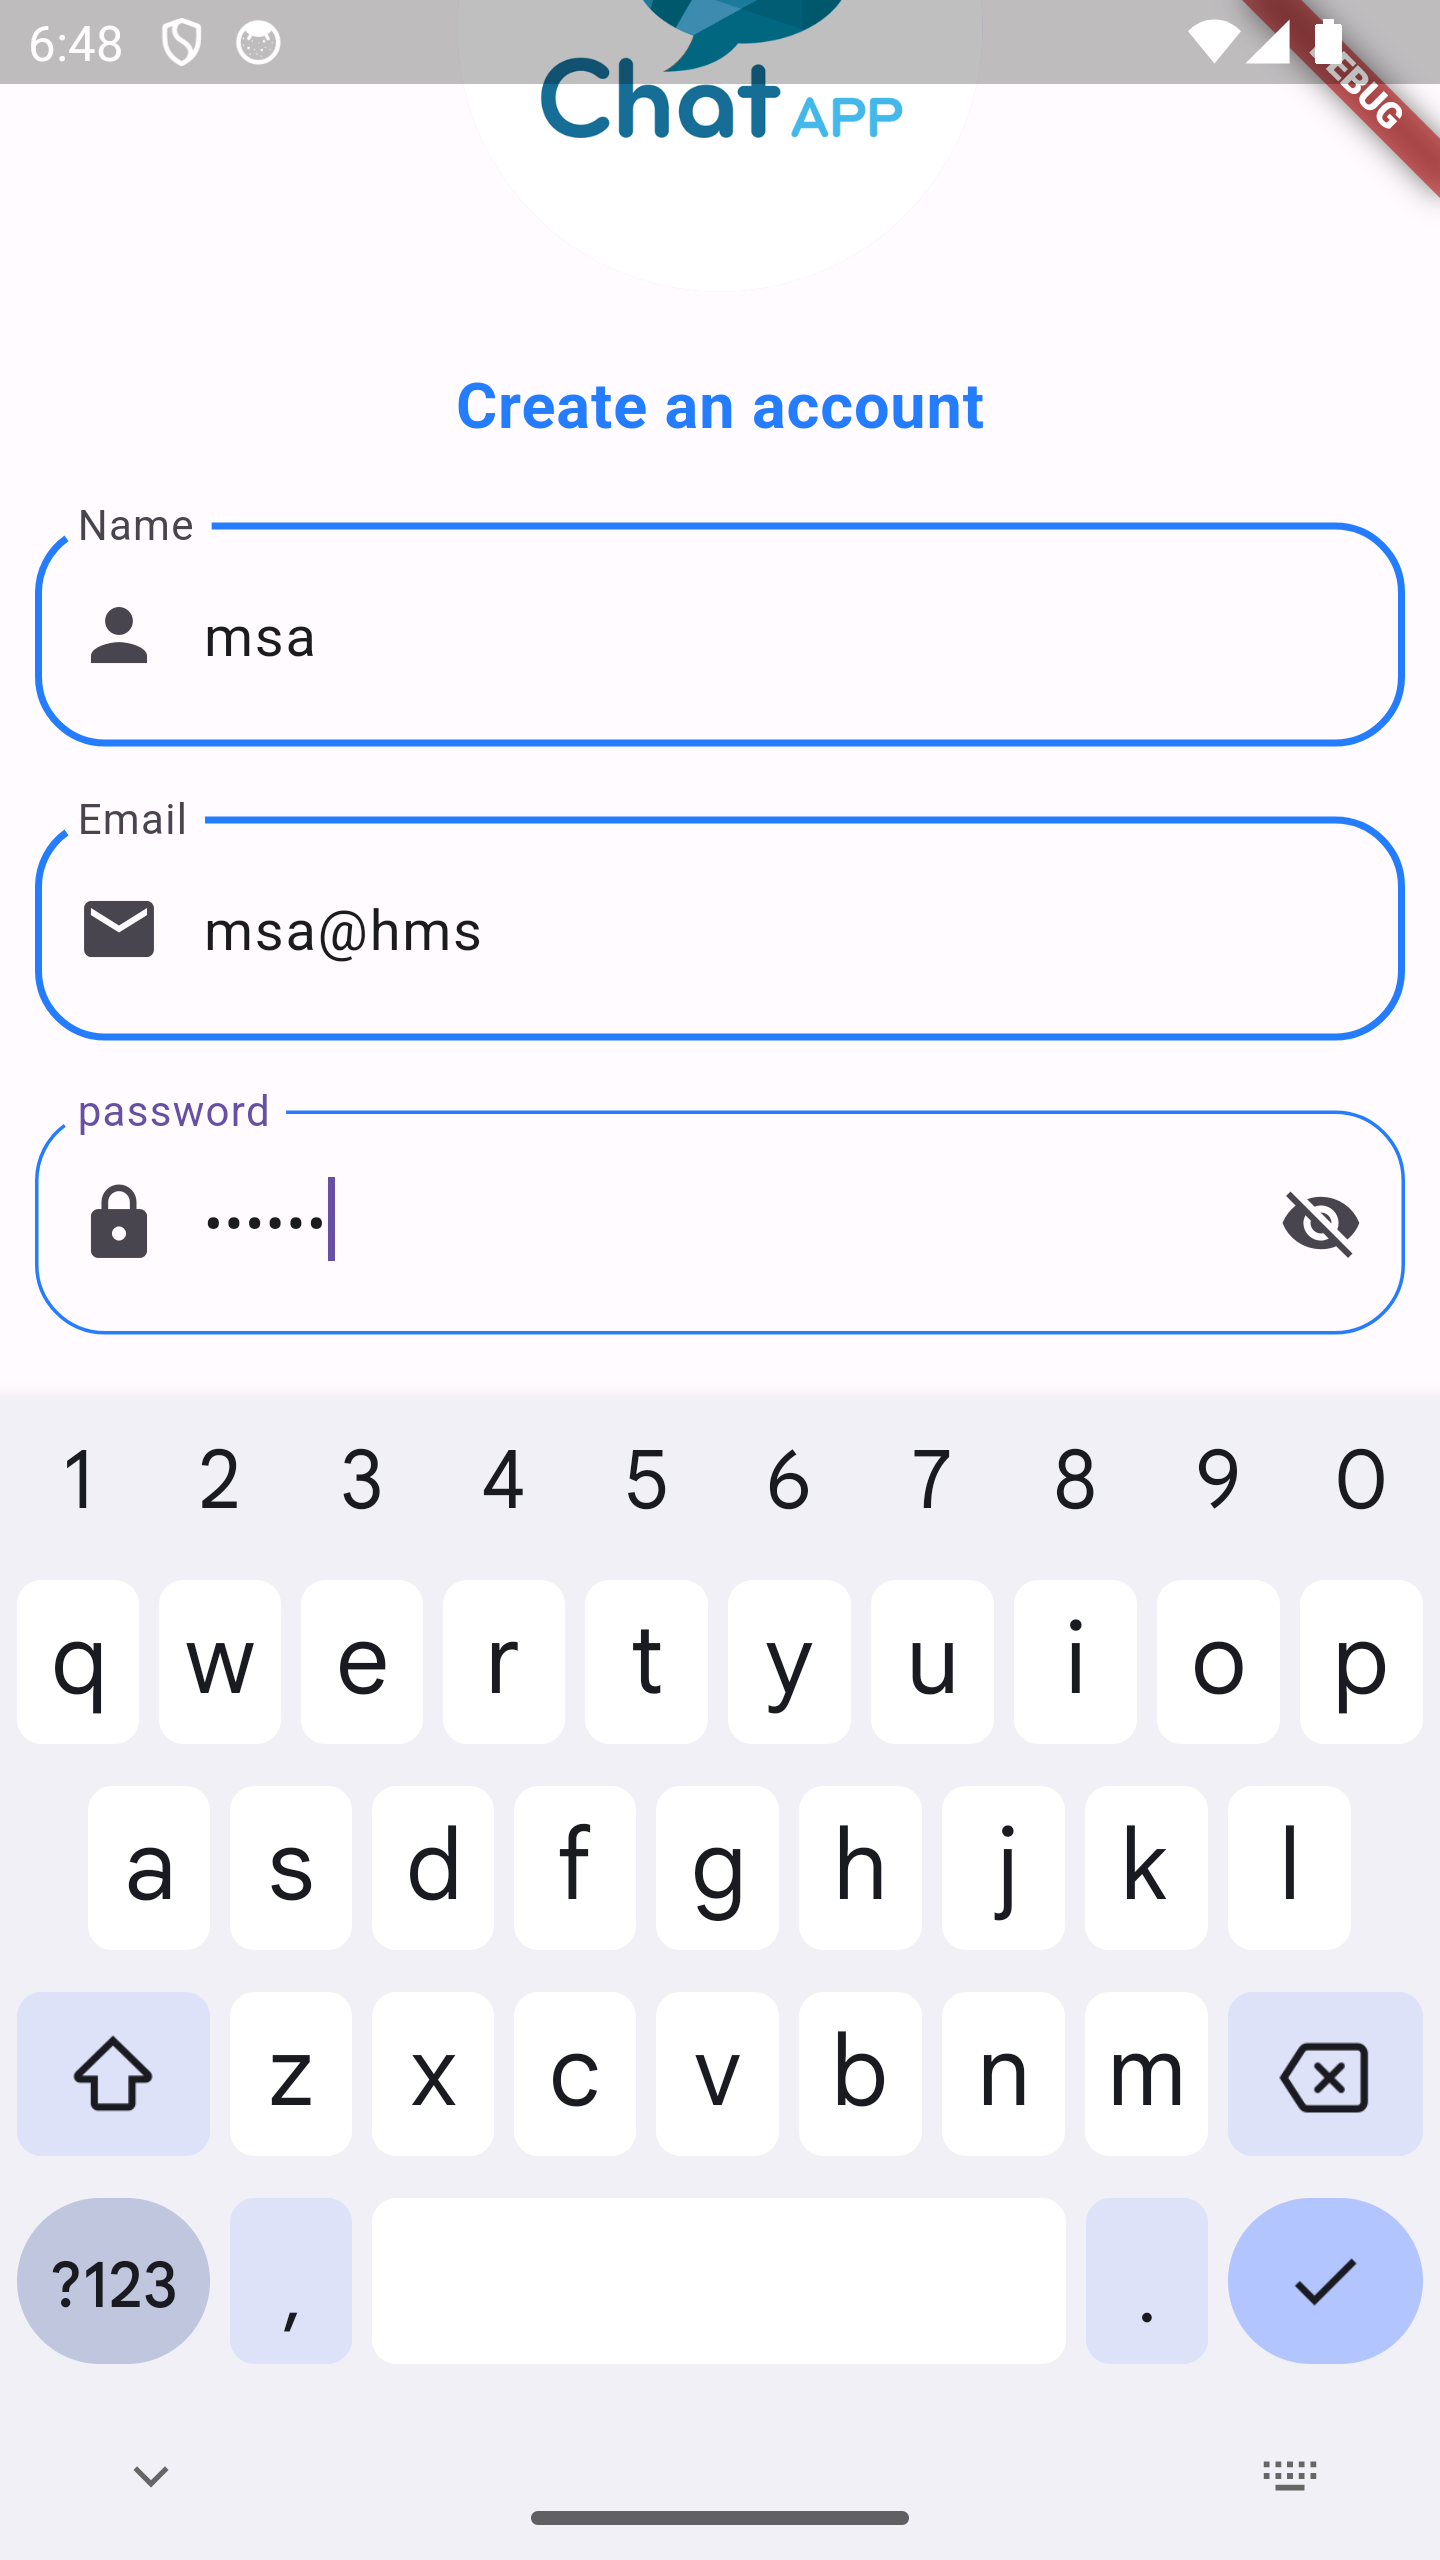 6:48
DEBUG
Chat APP
Create an account
Name
msa
Email
msa@hms
password
••••••
1 2 3 4 5 6 7 8 9 0
q w e r t y u i o p
a s d f g h j k l
z x c v b n m
?123 , .